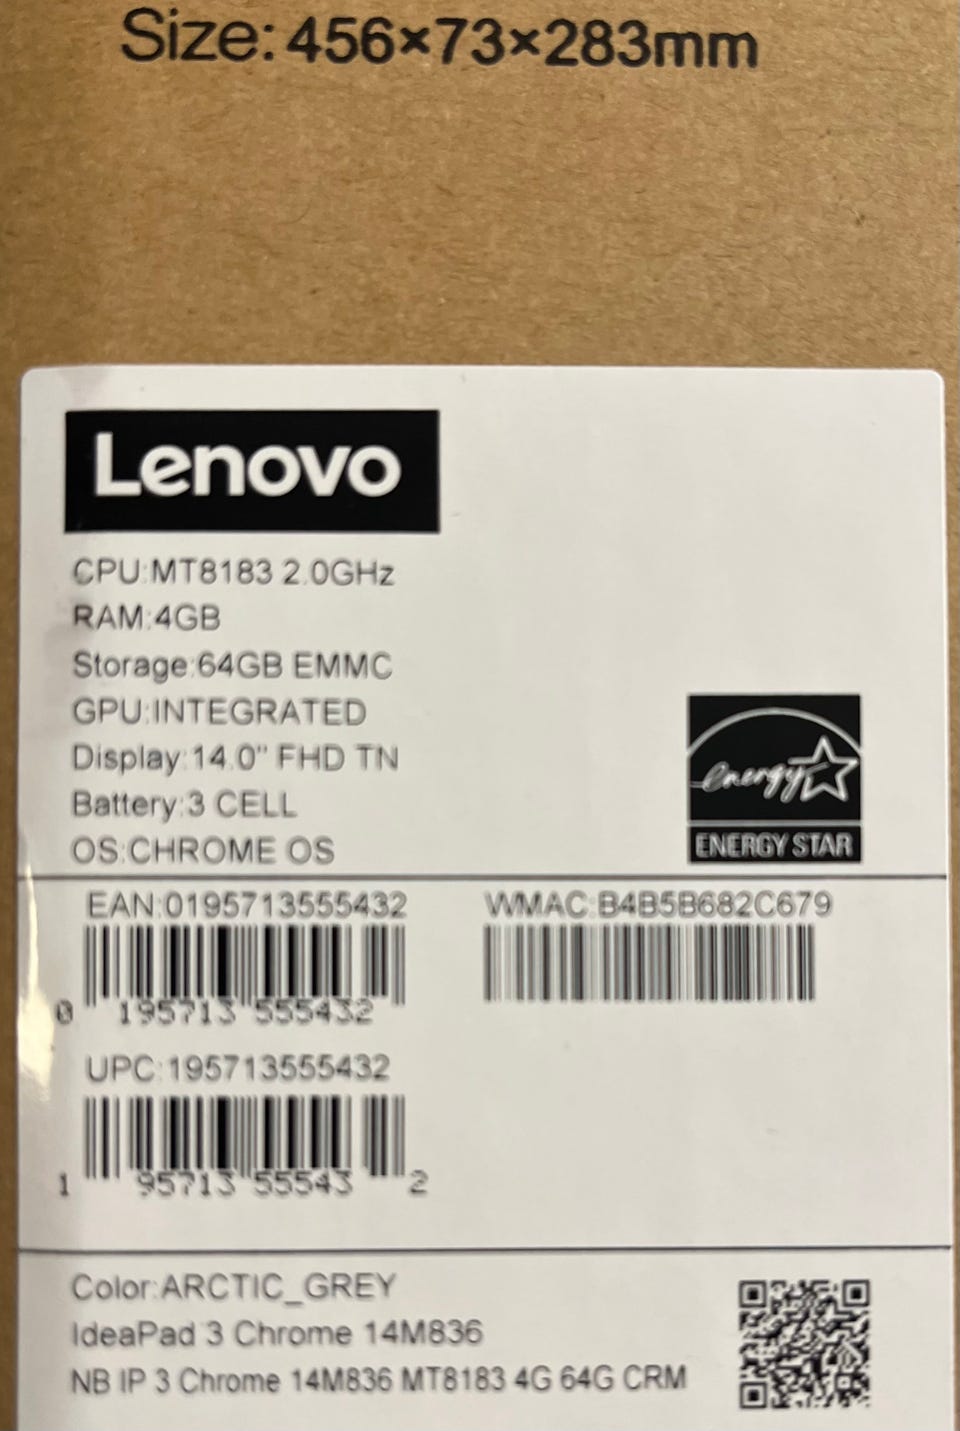 Size: 456×73×283mm
Lenovo
CPU:MT8183 2.0GHz
RAM:4GB
Storage:64GB EMMC
GPU:INTEGRATED
Display:14.0" FHD TN
Battery:3 CELL
OS:CHROME OS
energy
ENERGY STAR
EAN:0195713555432
WMAC:B4B5B682C679
0 195713 555432
UPC:195713555432
1 95713 55543 2
Color:ARCTIC_GREY
IdeaPad 3 Chrome 14M836
NB IP 3 Chrome 14M836 MT8183 4G 64G CRM